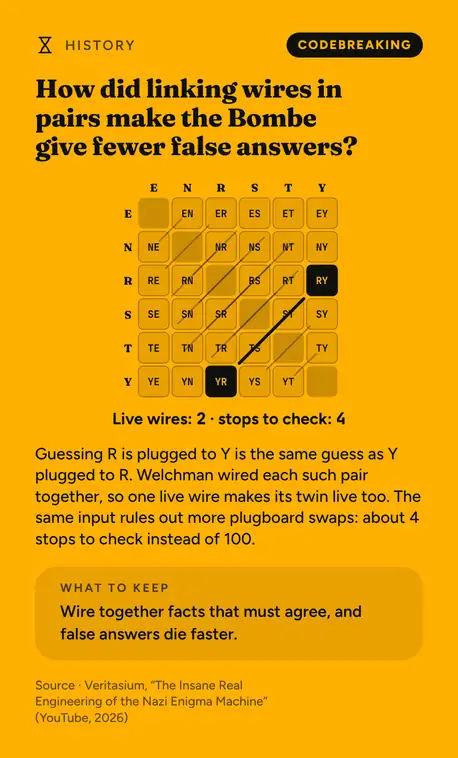 HISTORY
CODEBREAKING
How did linking wires in
pairs make the Bombe
give fewer false answers?
E N R S T Y
E EN ER ES ET EY
N NE NR NS NT NY
R RE RN RS RT RY
S SE SN SR ST SY
T TE TN TR TS TY
Y YE YN YR YS YT
Live wires: 2 · stops to check: 4
Guessing R is plugged to Y is the same guess as Y
plugged to R. Welchman wired each such pair
together, so one live wire makes its twin live too. The
same input rules out more plugboard swaps: about 4
stops to check instead of 100.
WHAT TO KEEP
Wire together facts that must agree, and
false answers die faster.
Source · Veritasium, “The Insane Real
Engineering of the Nazi Enigma Machine”
(YouTube, 2026)